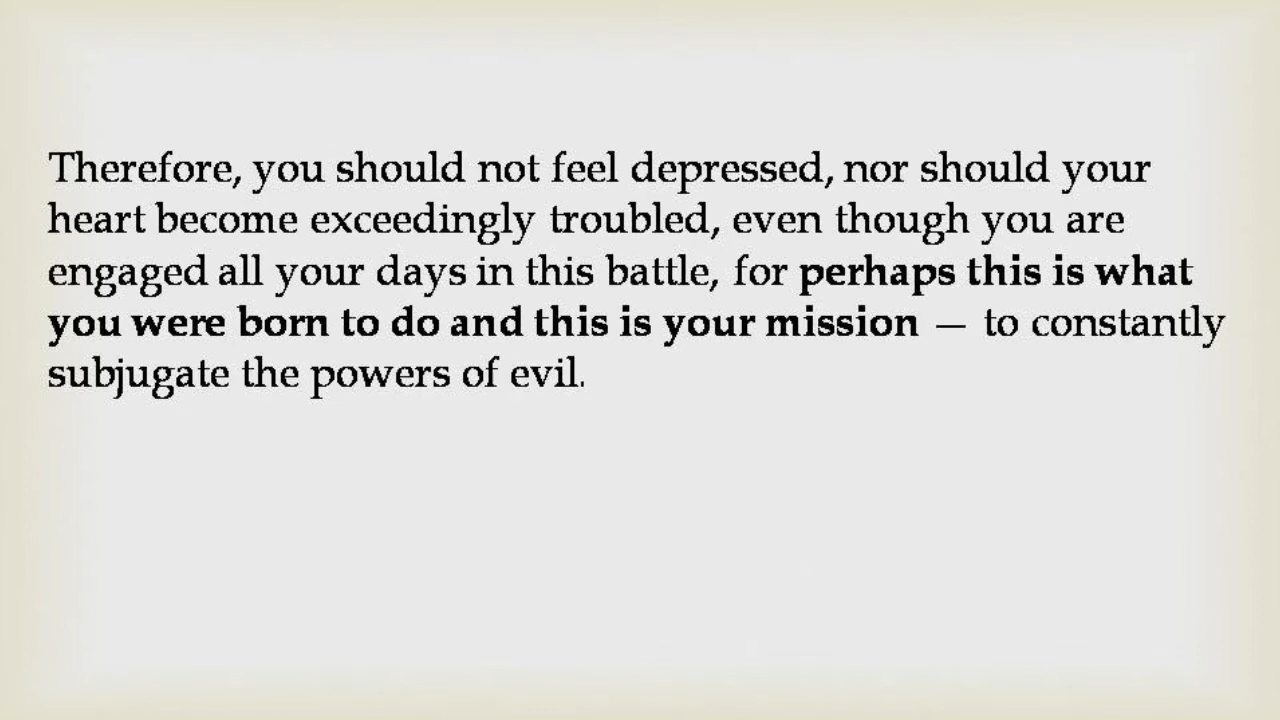 Therefore, you should not feel depressed, nor should your
heart become exceedingly troubled, even though you are
engaged all your days in this battle, for perhaps this is what
you were born to do and this is your mission — to constantly
subjugate the powers of evil.